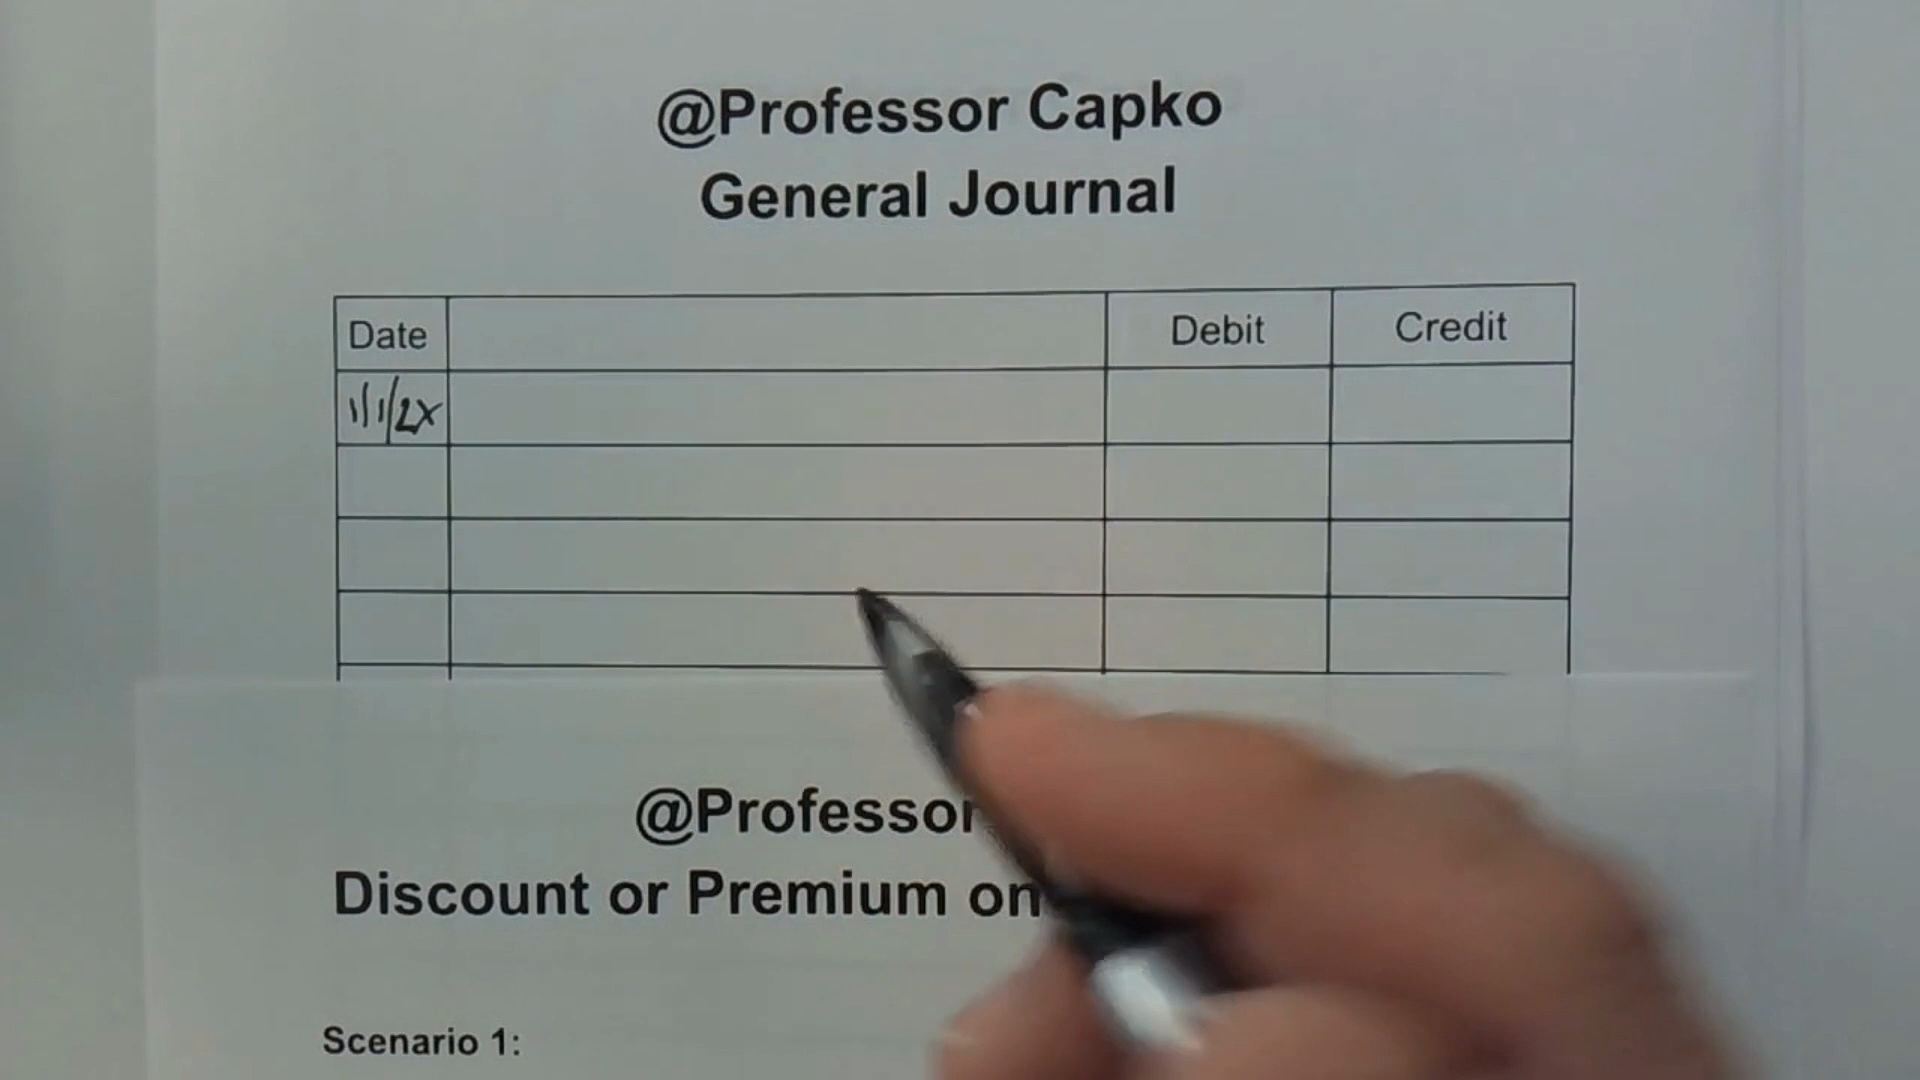 @Professor Capko
General Journal
Date Debit Credit
1/1/2X
@Professor
Discount or Premium on
Scenario 1: